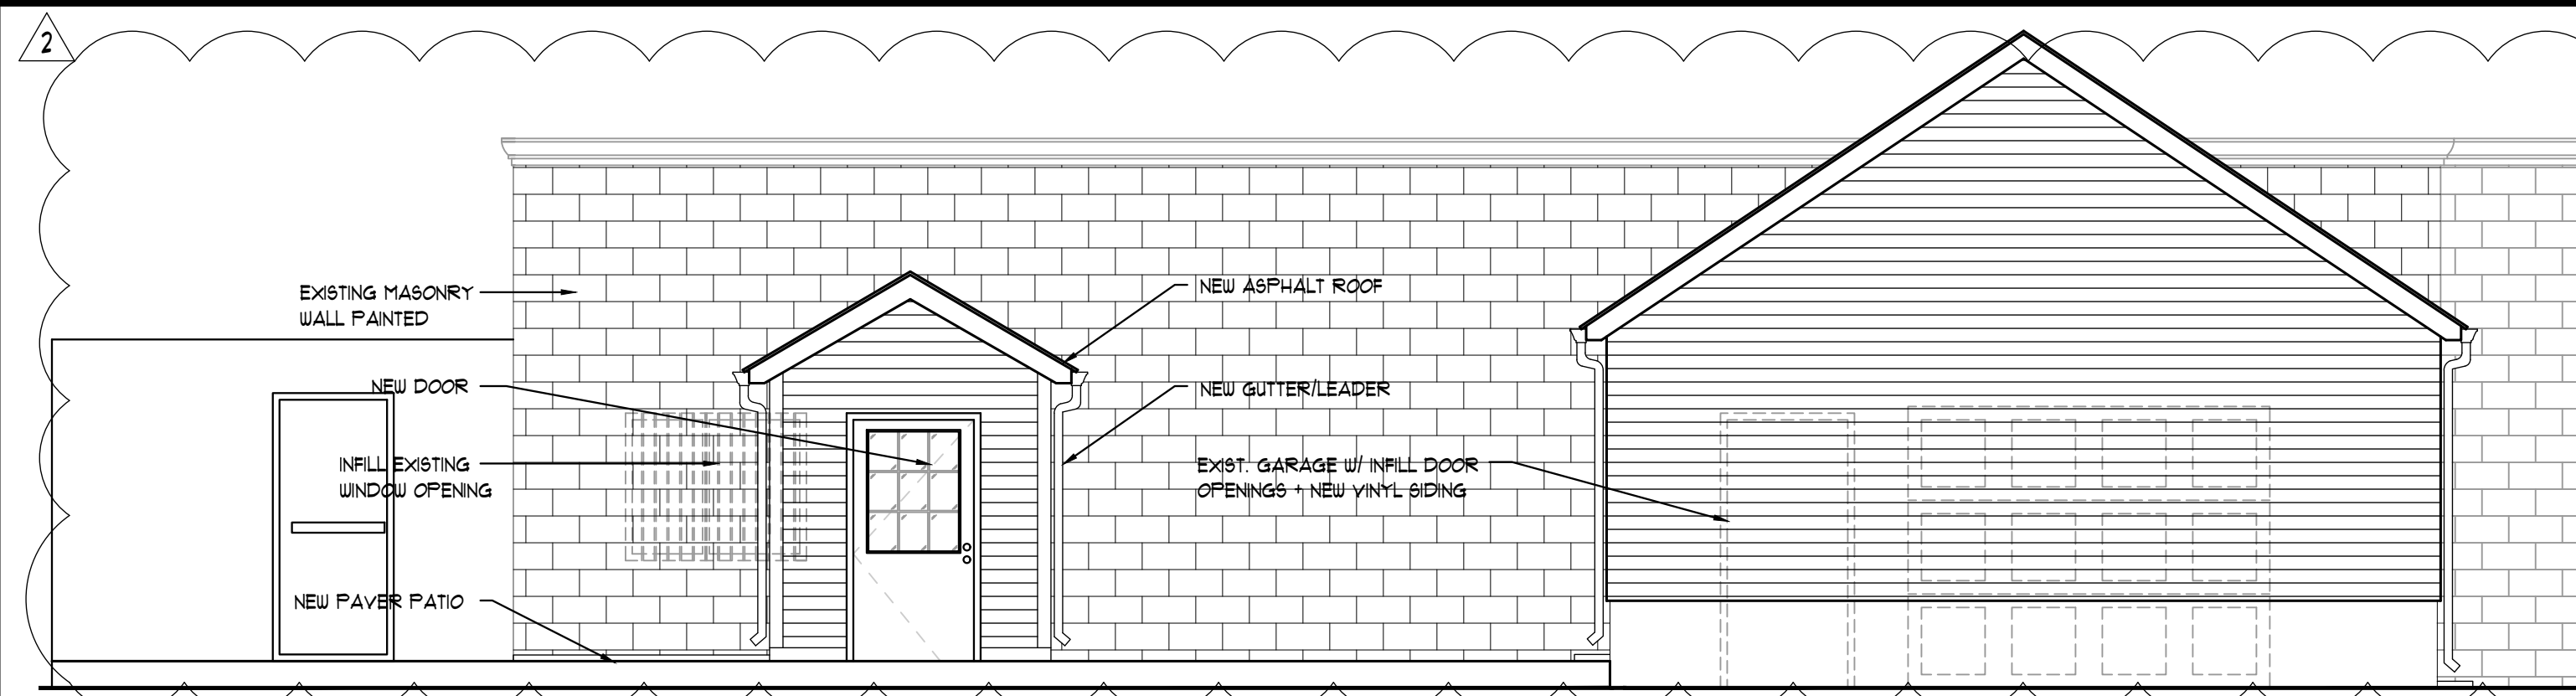 2
EXISTING MASONRY
WALL PAINTED
NEW ASPHALT ROOF
NEW DOOR
NEW GUTTER/LEADER
INFILL EXISTING
WINDOW OPENING
EXIST. GARAGE W/ INFILL DOOR
OPENINGS + NEW VINYL SIDING
NEW PAVER PATIO